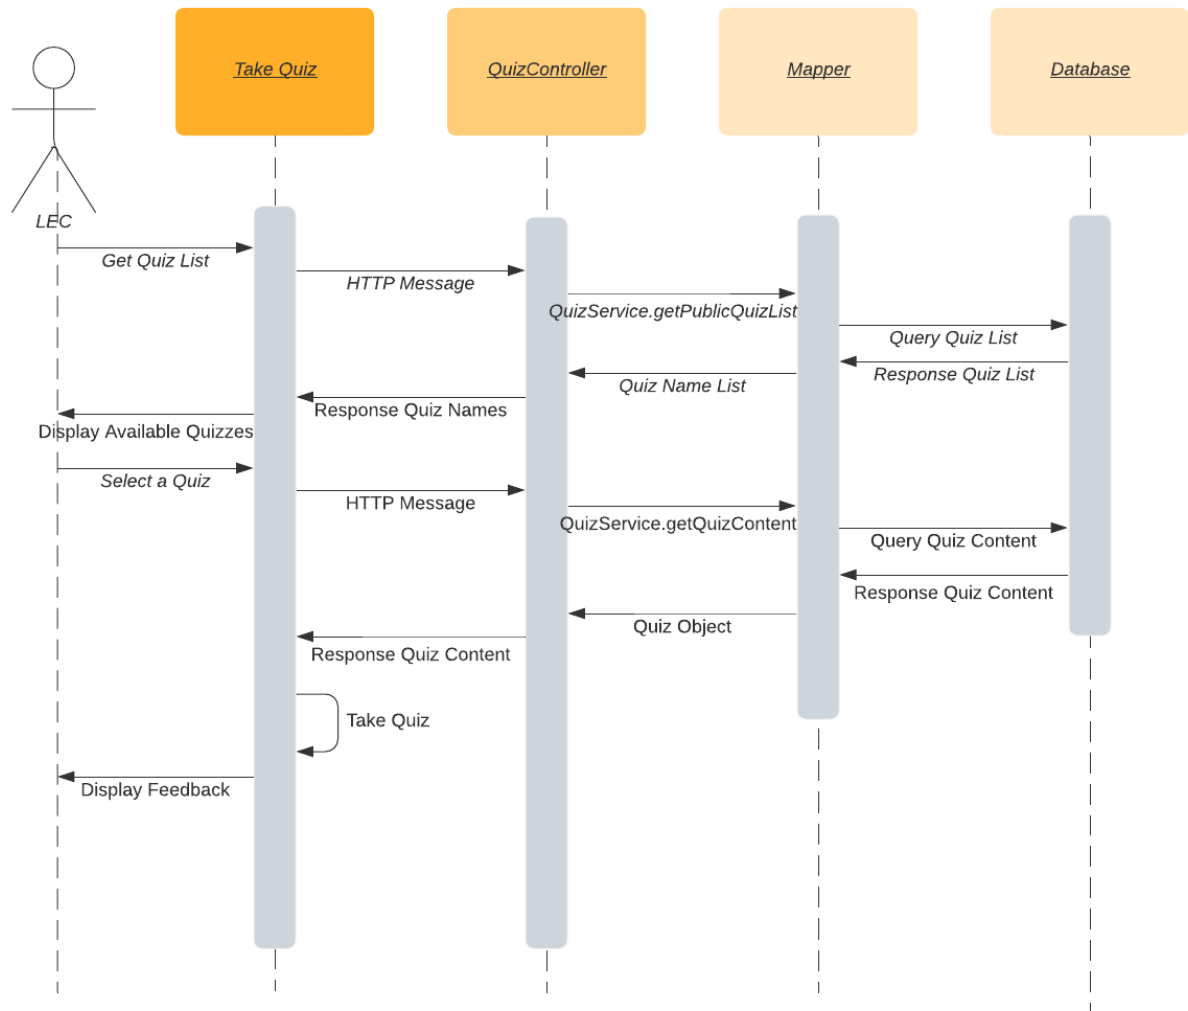 Take Quiz
QuizController
Mapper
Database
LEC
Get Quiz List
HTTP Message
QuizService.getPublicQuizList
Query Quiz List
Response Quiz List
Quiz Name List
Response Quiz Names
Display Available Quizzes
Select a Quiz
HTTP Message
QuizService.getQuizContent
Query Quiz Content
Response Quiz Content
Quiz Object
Response Quiz Content
Take Quiz
Display Feedback